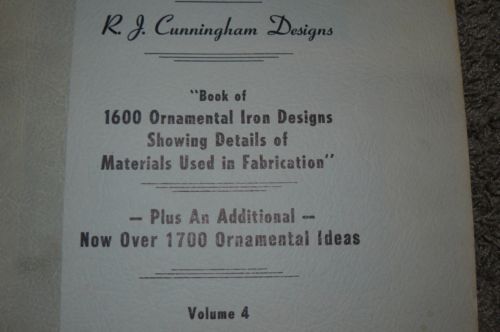 R. J. Cunningham Designs
"Book of
1600 Ornamental Iron Designs
Showing Details of
Materials Used in Fabrication"
— Plus An Additional —
Now Over 1700 Ornamental Ideas
Volume 4